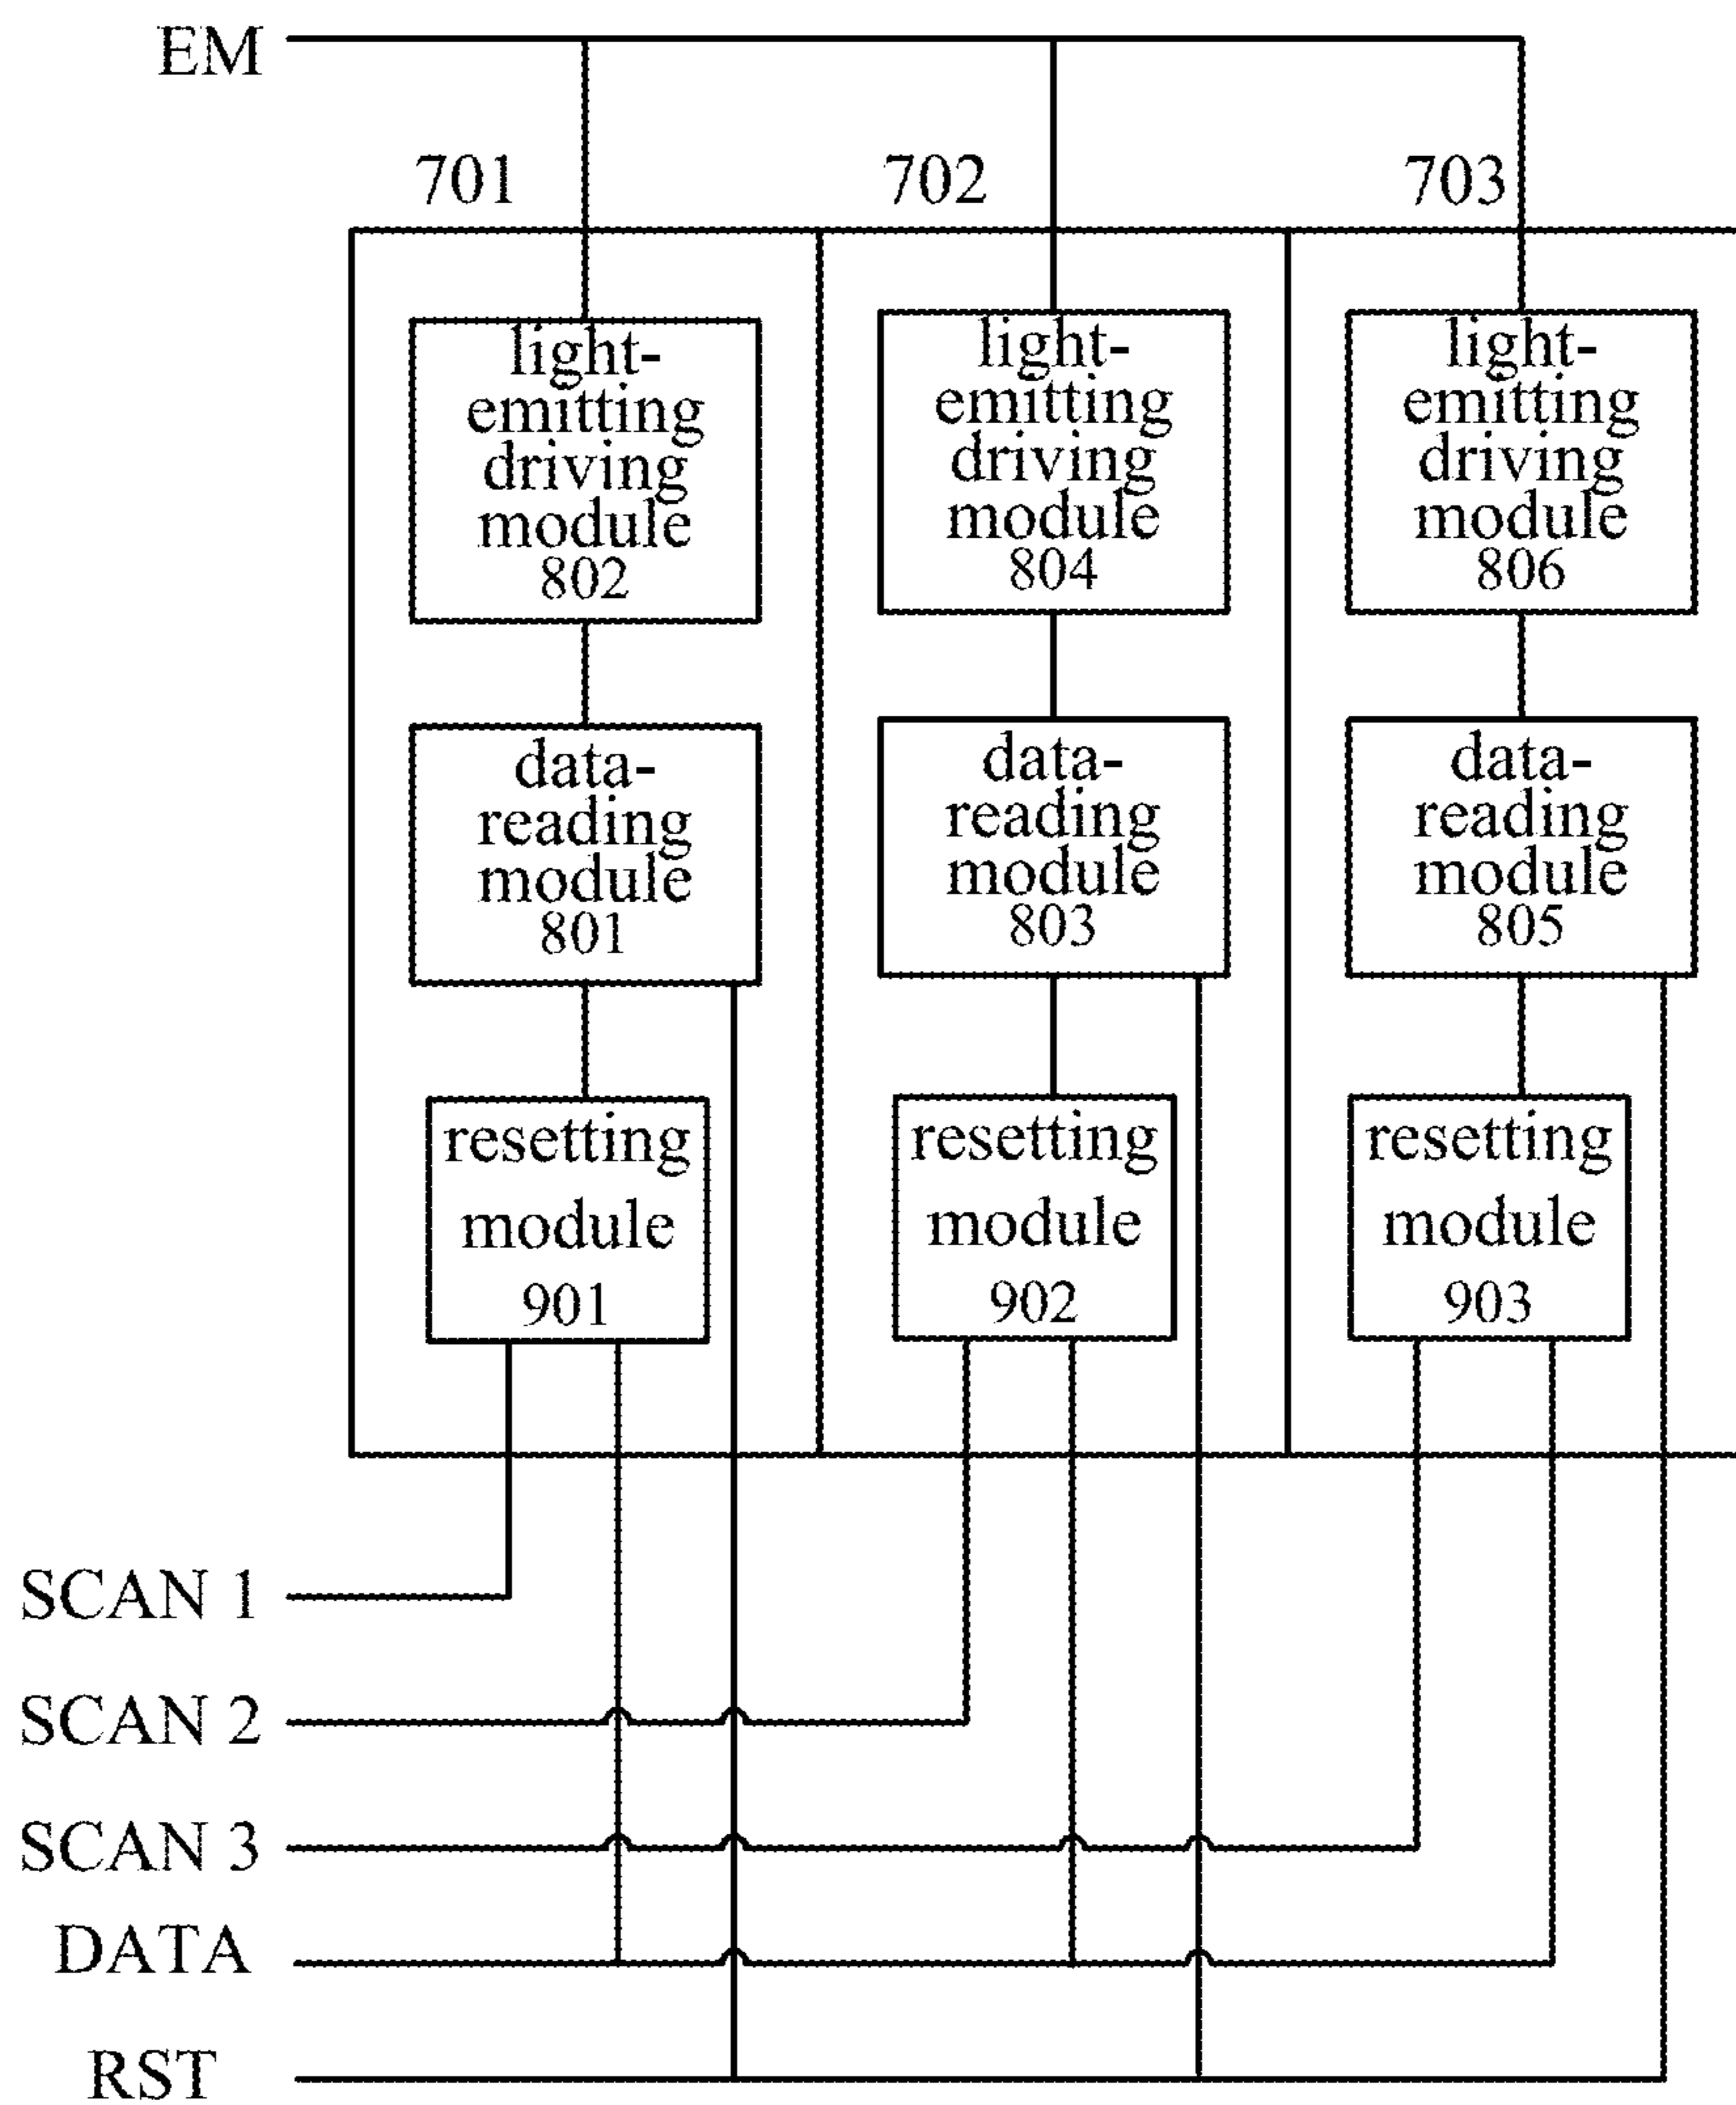 EM
701
702
703
light-
emitting
driving
module
802
light-
emitting
driving
module
804
light-
emitting
driving
module
806
data-
reading
module
801
data-
reading
module
803
data-
reading
module
805
resetting
module
901
resetting
module
902
resetting
module
903
SCAN 1
SCAN 2
SCAN 3
DATA
RST